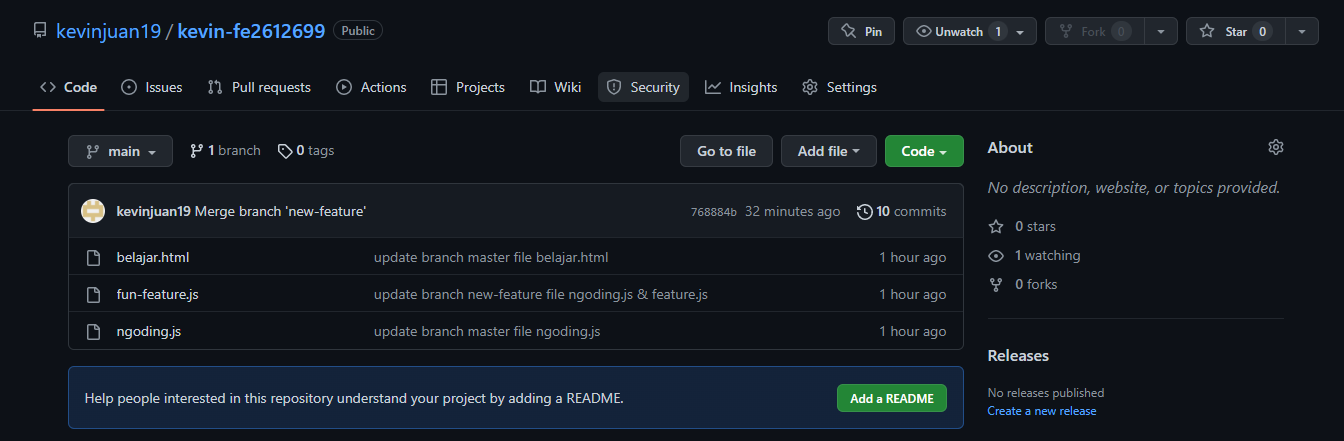 kevinjuan19 / kevin-fe2612699 Public Pin Unwatch 1 Fork 0 Star 0
Code Issues Pull requests Actions Projects Wiki Security Insights Settings
main 1 branch 0 tags Go to file Add file Code
kevinjuan19 Merge branch 'new-feature' 768884b 32 minutes ago 10 commits
belajar.html update branch master file belajar.html 1 hour ago
fun-feature.js update branch new-feature file ngoding.js & feature.js 1 hour ago
ngoding.js update branch master file ngoding.js 1 hour ago
Help people interested in this repository understand your project by adding a README. Add a README
About
No description, website, or topics provided.
0 stars
1 watching
0 forks
Releases
No releases published
Create a new release